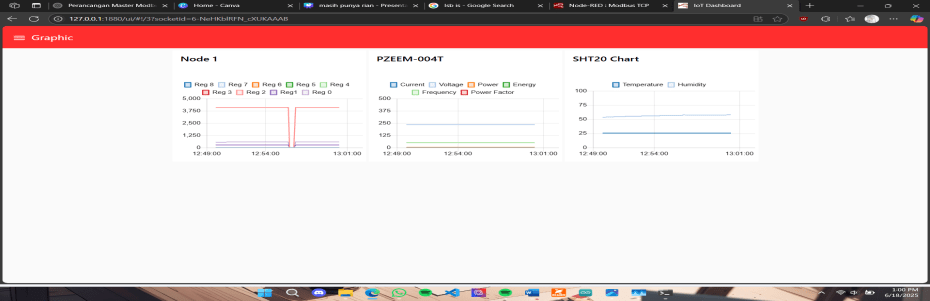 Perancangan Master Modb
Home - Canva
masih punya rian - Present
lsb is - Google Search
Node-RED : Modbus TCP
IoT Dashboard
127.0.0.1:1880/ui/#!/3?socketid=6-NeHKblRFN_cXUKAAAB
Graphic
Node 1
Reg 8 Reg 7 Reg 6 Reg 5 Reg 4
Reg 3 Reg 2 Reg1 Reg 0
5,000
3,750
2,500
1,250
0
12:49:00 12:54:00 13:01:00
PZEEM-004T
Current Voltage Power Energy
Frequency Power Factor
500
375
250
125
0
12:49:00 12:54:00 13:01:00
SHT20 Chart
Temperature Humidity
100
75
50
25
0
12:49:00 12:54:00 13:01:00
1:00 PM
6/18/2025